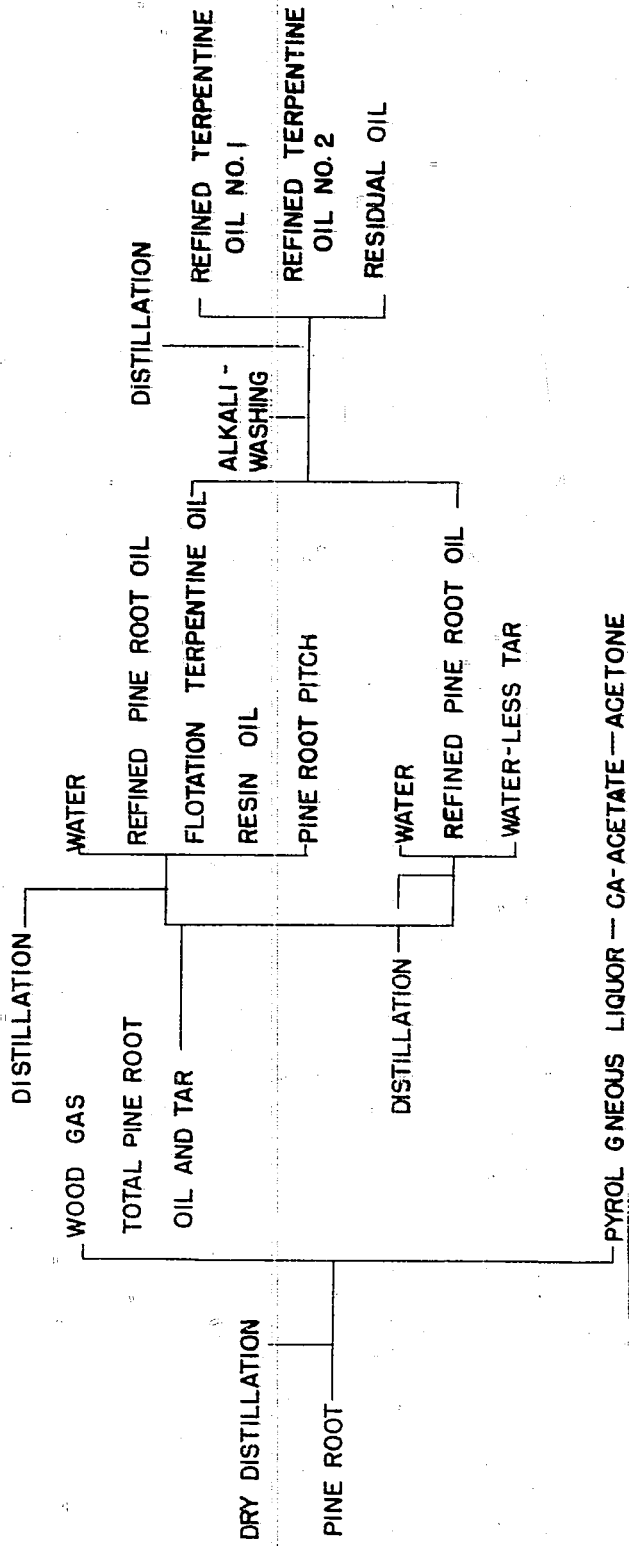 DRY DISTILLATION
PINE ROOT
WOOD GAS
TOTAL PINE ROOT
OIL AND TAR
PYROL GNEOUS LIQUOR — CA-ACETATE — ACETONE
DISTILLATION
DISTILLATION
WATER
REFINED PINE ROOT OIL
FLOTATION TERPENTINE OIL
RESIN OIL
PINE ROOT PITCH
WATER
REFINED PINE ROOT OIL
WATER-LESS TAR
ALKALI-
WASHING
DISTILLATION
REFINED TERPENTINE
OIL NO. 1
REFINED TERPENTINE
OIL NO. 2
RESIDUAL OIL